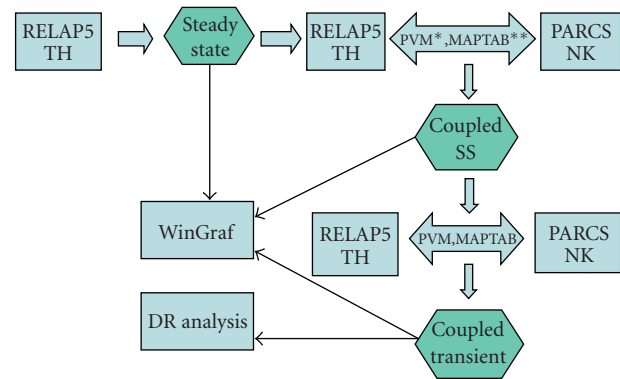 RELAP5
TH
Steady
state
RELAP5
TH
PVM*,MAPTAB**
PARCS
NK
Coupled
SS
WinGraf
RELAP5
TH
PVM,MAPTAB
PARCS
NK
DR analysis
Coupled
transient